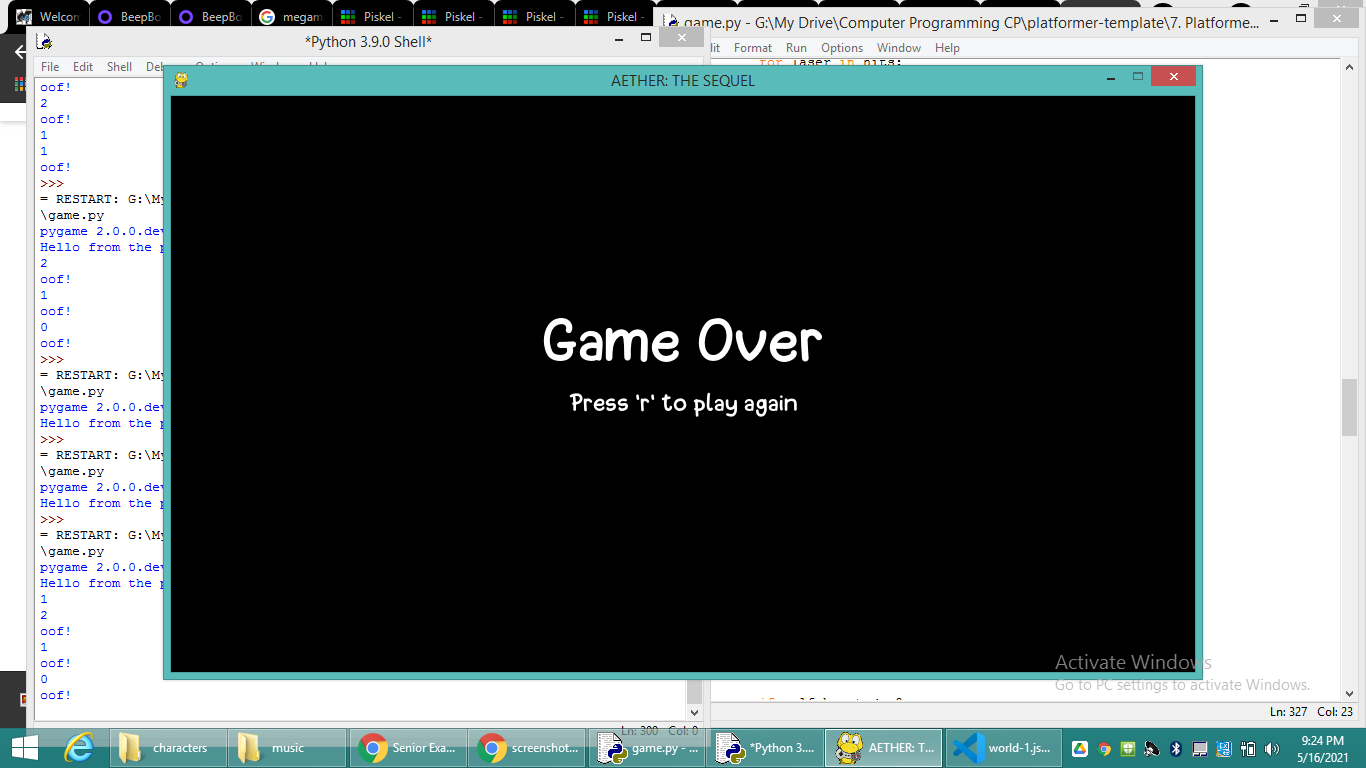 Welcom
BeepBo
BeepBo
megam
Piskel -
Piskel -
Piskel -
Piskel -
game.py - G:\My Drive\Computer Programming CP\platformer-template\7. Platforme...
*Python 3.9.0 Shell*
Format Run Options Window Help
File Edit Shell
for laser in hits:
AETHER: THE SEQUEL
oof!
2
oof!
1
1
oof!
>>>
= RESTART: G:\My
\game.py
pygame 2.0.0.dev
Hello from the p
2
oof!
1
oof!
0
oof!
>>>
= RESTART: G:\My
\game.py
pygame 2.0.0.dev
Hello from the p
>>>
= RESTART: G:\My
\game.py
pygame 2.0.0.dev
Hello from the p
>>>
= RESTART: G:\My
\game.py
pygame 2.0.0.dev
Hello from the p
1
2
oof!
1
oof!
0
oof!
Game Over
Press 'r' to play again
Activate Windows
Go to PC settings to activate Windows.
Ln: 327 Col: 23
Ln: 300 Col: 0
characters
music
Senior Exa...
screenshot...
game.py - ...
*Python 3....
AETHER: T...
world-1.js...
9:24 PM
5/16/2021